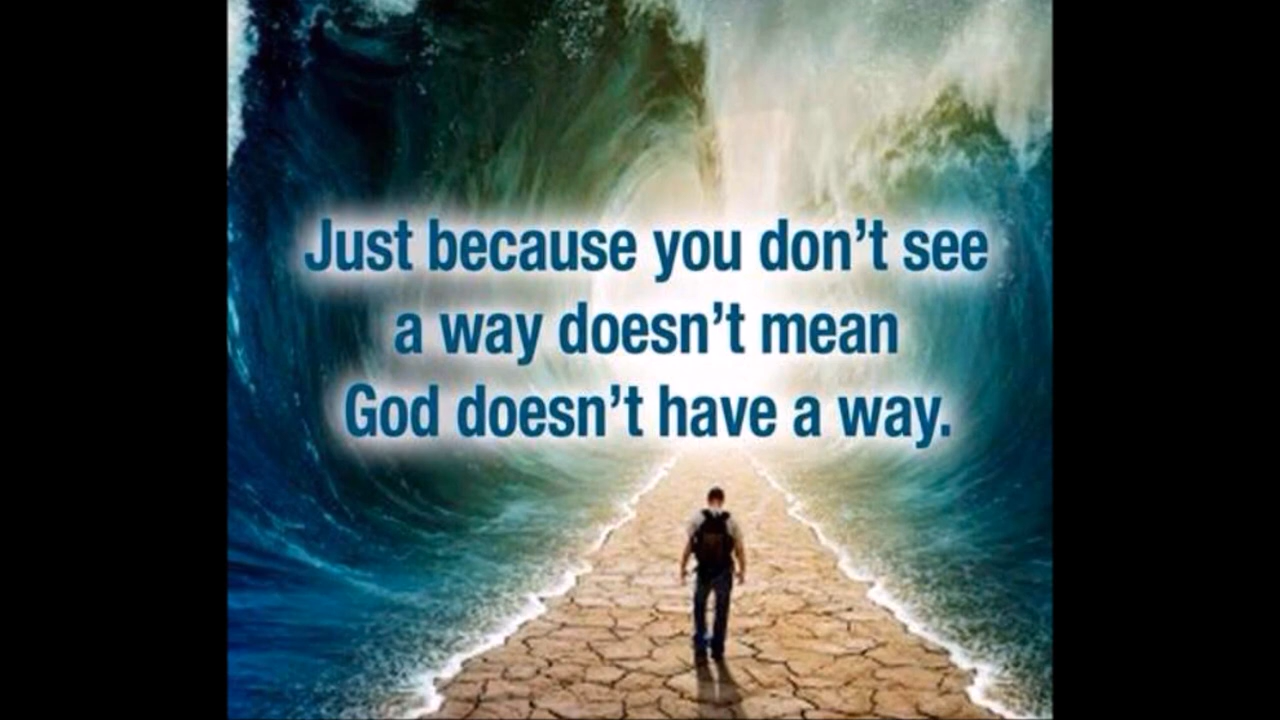 Just because you don’t see
a way doesn’t mean
God doesn’t have a way.